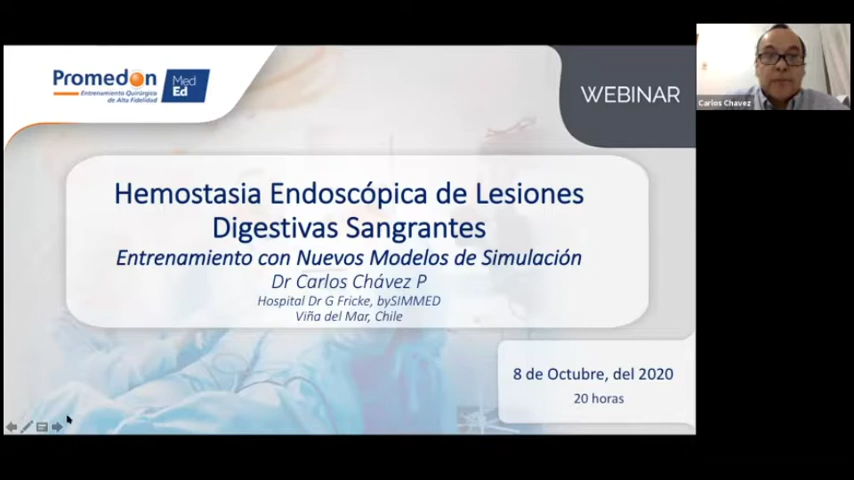 Promedon
Entrenamiento Quirúrgico
de Alta Fidelidad
Med
Ed
WEBINAR
Carlos Chavez
Hemostasia Endoscópica de Lesiones
Digestivas Sangrantes
Entrenamiento con Nuevos Modelos de Simulación
Dr Carlos Chávez P
Hospital Dr G Fricke, bySIMMED
Viña del Mar, Chile
8 de Octubre, del 2020
20 horas